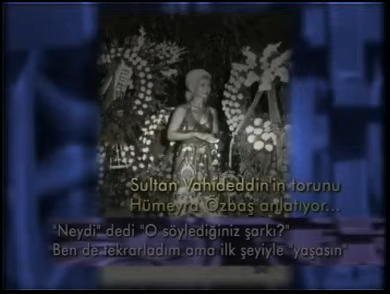 Sultan Vahideddin'in torunu
Hümeyra Özbaş anlatıyor...
"Neydi" dedi "O söylediğiniz şarkı?"
Ben de tekrarladım ama ilk şeyiyle "yaşasın"